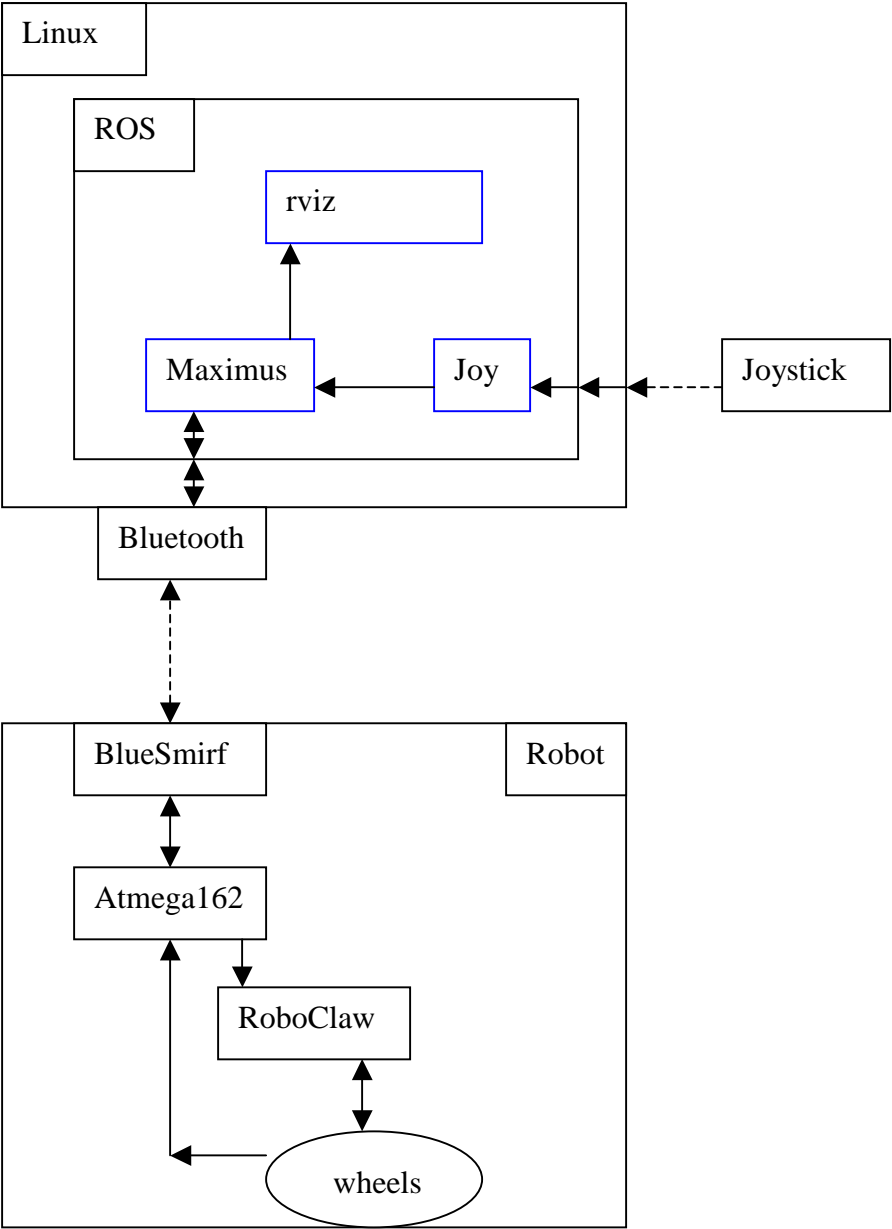 Linux
ROS
rviz
Maximus
Joy
Joystick
Bluetooth
BlueSmirf
Robot
Atmega162
RoboClaw
wheels